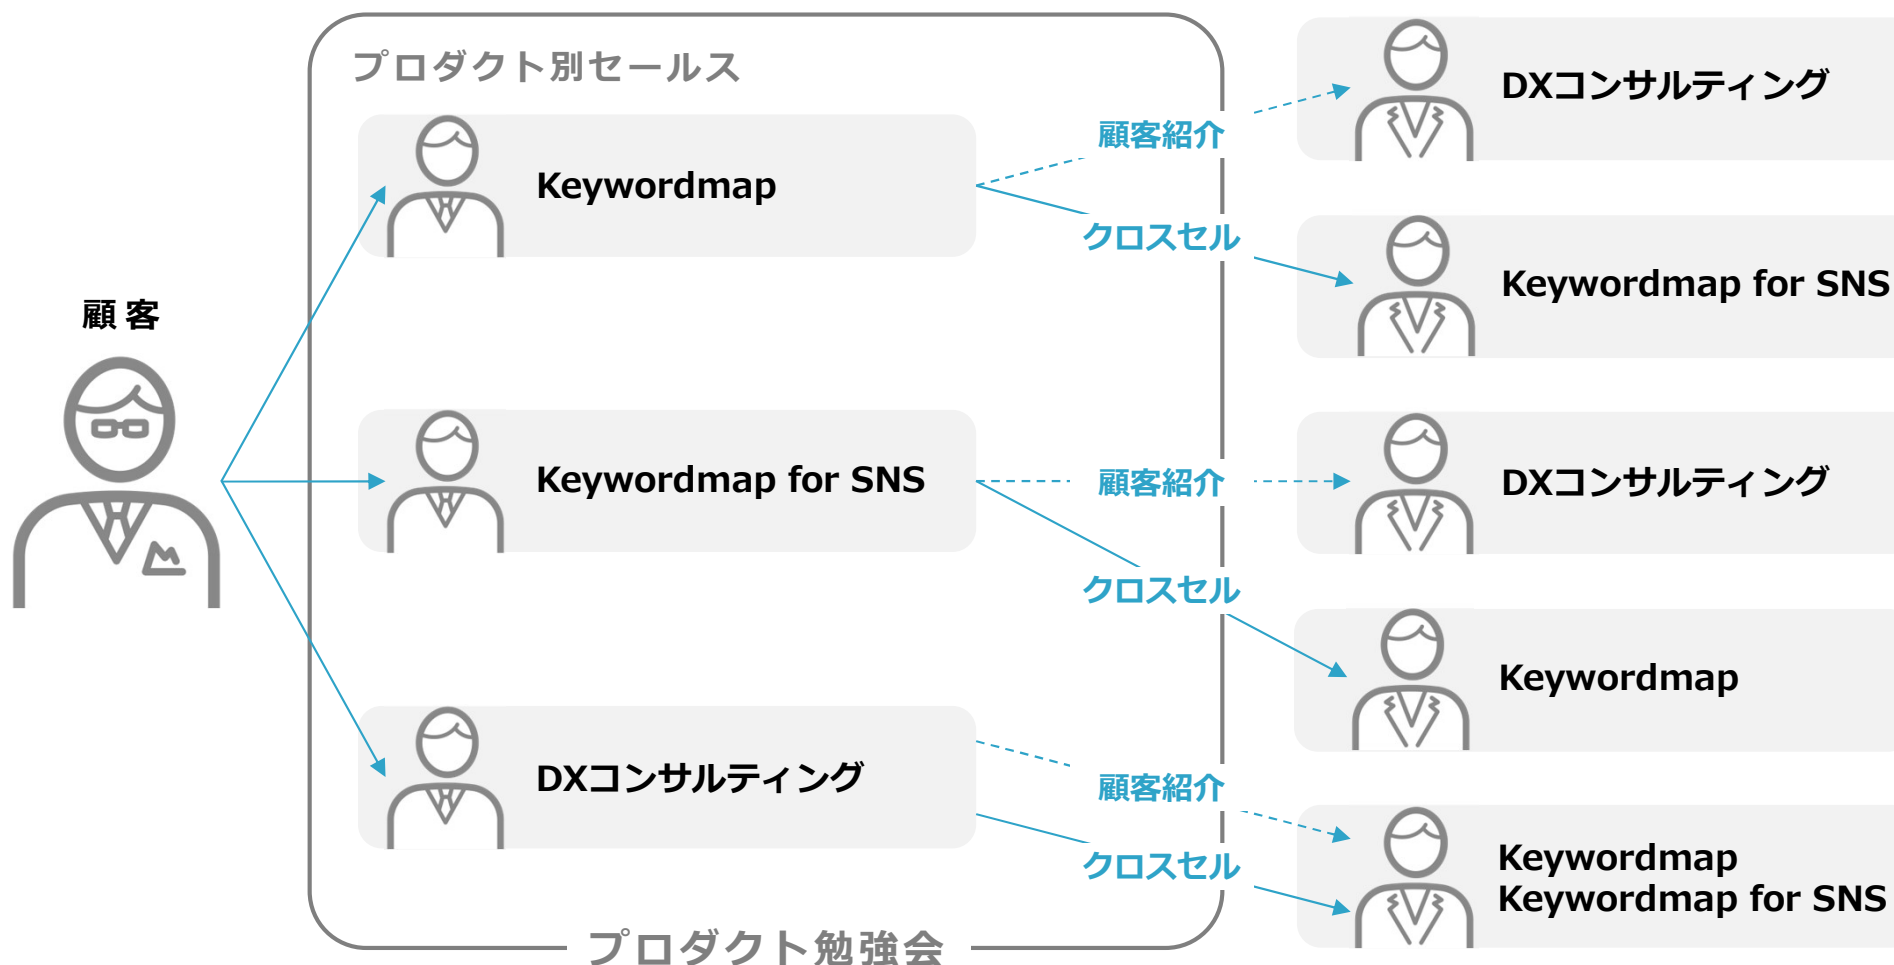 プロダクト別セールス
顧客
Keywordmap
顧客紹介
クロスセル
DXコンサルティング
Keywordmap for SNS
Keywordmap for SNS
顧客紹介
クロスセル
DXコンサルティング
Keywordmap
DXコンサルティング
顧客紹介
クロスセル
Keywordmap
Keywordmap for SNS
プロダクト勉強会